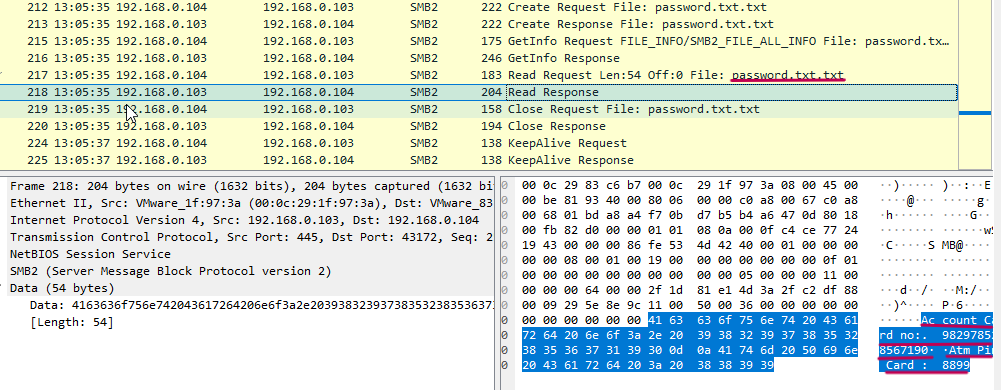 212 13:05:35 192.168.0.104 192.168.0.103 SMB2 222 Create Request File: password.txt.txt
213 13:05:35 192.168.0.103 192.168.0.104 SMB2 222 Create Response File: password.txt.txt
215 13:05:35 192.168.0.104 192.168.0.103 SMB2 175 GetInfo Request FILE_INFO/SMB2_FILE_ALL_INFO File: password.tx…
216 13:05:35 192.168.0.103 192.168.0.104 SMB2 246 GetInfo Response
217 13:05:35 192.168.0.104 192.168.0.103 SMB2 183 Read Request Len:54 Off:0 File: password.txt.txt
218 13:05:35 192.168.0.103 192.168.0.104 SMB2 204 Read Response
219 13:05:35 192.168.0.104 192.168.0.103 SMB2 158 Close Request File: password.txt.txt
220 13:05:35 192.168.0.103 192.168.0.104 SMB2 194 Close Response
224 13:05:37 192.168.0.104 192.168.0.103 SMB2 138 KeepAlive Request
225 13:05:37 192.168.0.103 192.168.0.104 SMB2 138 KeepAlive Response
Frame 218: 204 bytes on wire (1632 bits), 204 bytes captured (1632 bi
Ethernet II, Src: VMware_1f:97:3a (00:0c:29:1f:97:3a), Dst: VMware_83
Internet Protocol Version 4, Src: 192.168.0.103, Dst: 192.168.0.104
Transmission Control Protocol, Src Port: 445, Dst Port: 43172, Seq: 2
NetBIOS Session Service
SMB2 (Server Message Block Protocol version 2)
Data (54 bytes)
[Length: 54]
00 0c 29 83 c6 b7 00 0c 29 1f 97 3a 08 00 45 00 ··)····· )··:··E
00 be 81 93 40 00 80 06 00 00 c0 a8 00 67 c0 a8 ····@··· ·····g
00 68 01 bd a8 a4 f7 0b d7 b5 b4 a6 47 0d 80 18 ·h······ ····G···
00 fb 82 d0 00 00 01 01 08 0a 00 0f c4 ce 77 24 ········ ······w$
19 43 00 00 00 86 fe 53 4d 42 40 00 01 00 00 00 ·C·····S MB@·····
00 00 08 00 01 00 19 00 00 00 00 00 00 00 0f 01
00 00 00 00 00 00 00 00 00 00 05 00 00 00 11 00
00 00 00 64 00 00 2f 1d 81 e1 4d 3a 2f c2 df 88 ···d··/· ··M:/···
00 00 09 29 5e 8e 9c 11 00 50 00 36 00 00 00 00 ···)^··· ·P·6····
00 00 00 00 00 00 00 41 63 63 6f 75 6e 74 20 43 61 ·······Ac count Ca
72 64 20 6e 6f 3a 2e 20 39 38 32 39 37 38 35 32 rd no:. 9829785
38 35 36 37 31 39 30 0d 0a 41 74 6d 20 50 69 6e 8567190· ·Atm Pi
20 43 61 72 64 20 3a 20 38 38 39 39 Card : 8899